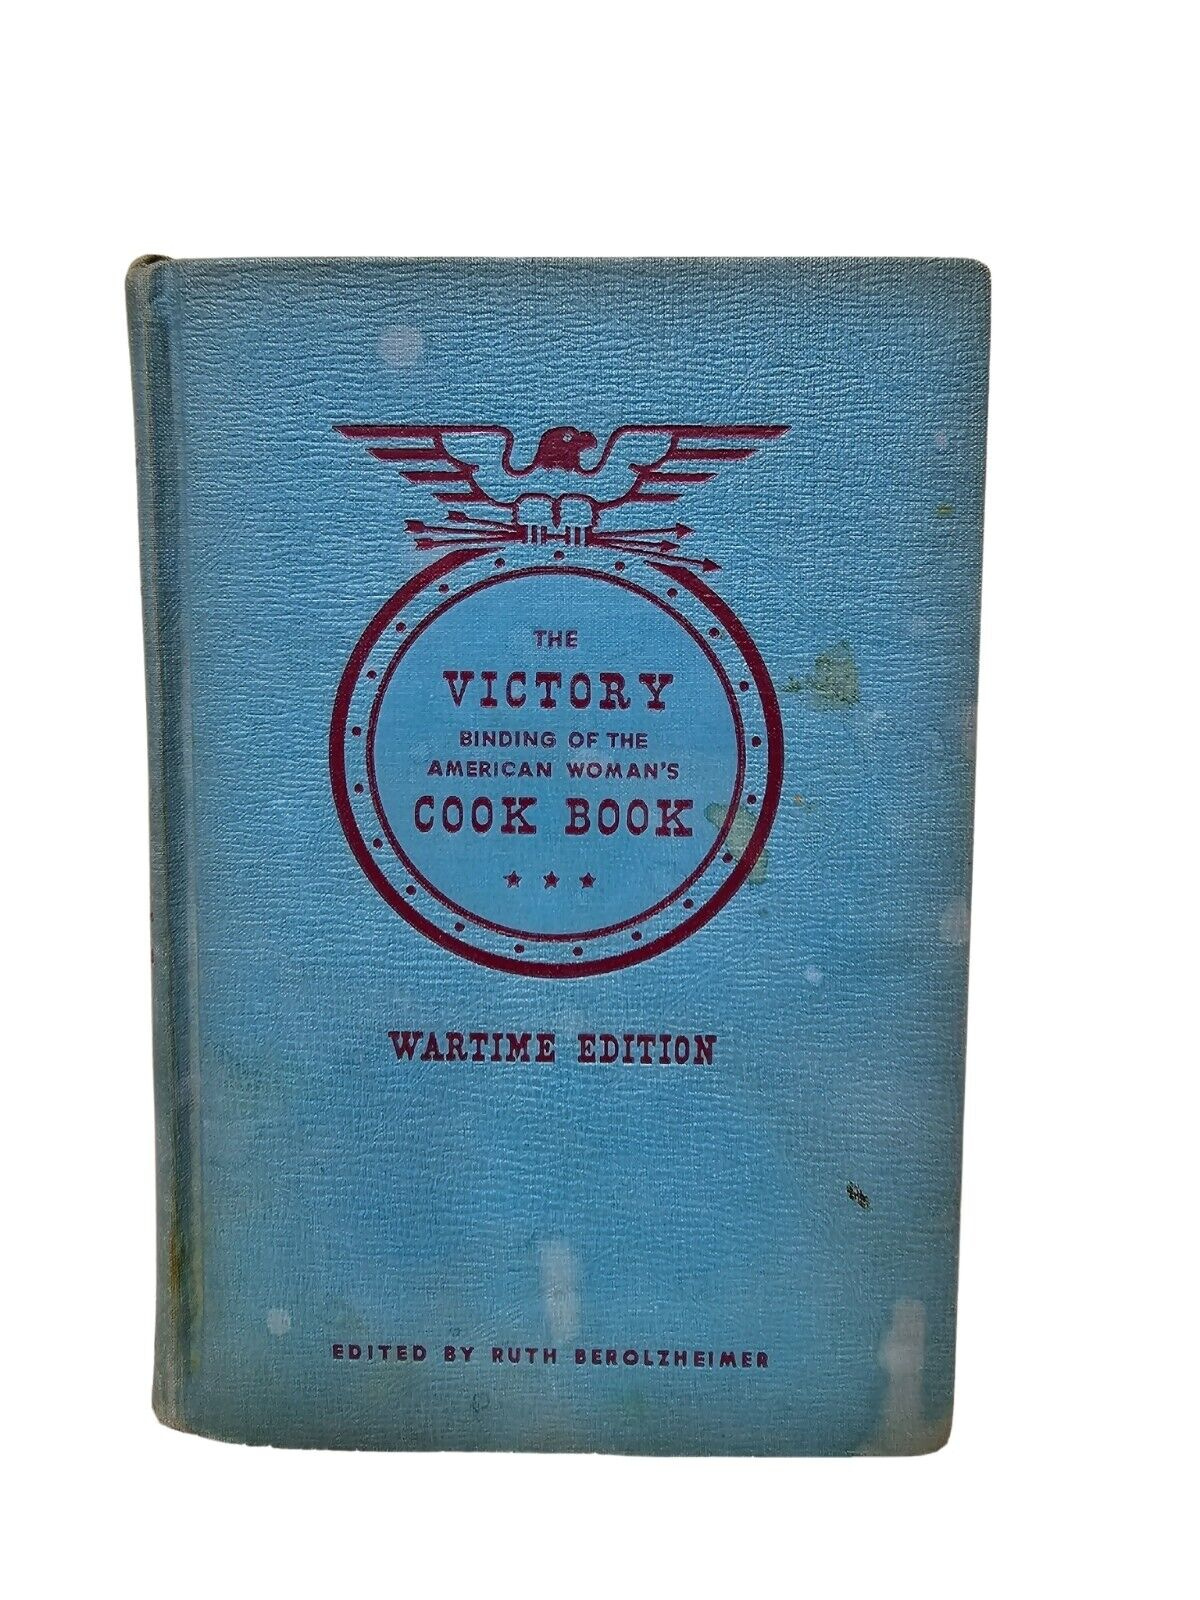 THE
VICTORY
BINDING OF THE
AMERICAN WOMAN'S
COOK BOOK
★ ★ ★
WARTIME EDITION
EDITED BY RUTH BEROLZHEIMER